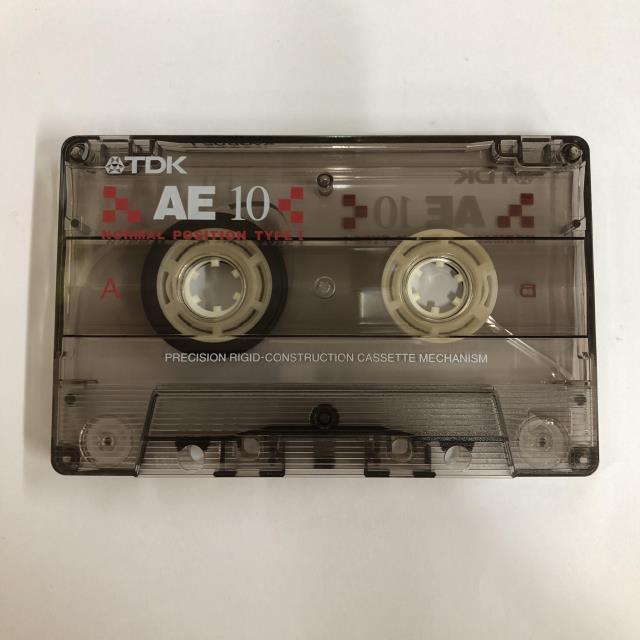 TDK
AE 10
NORMAL POSITION TYPE I
A
B
PRECISION RIGID-CONSTRUCTION CASSETTE MECHANISM